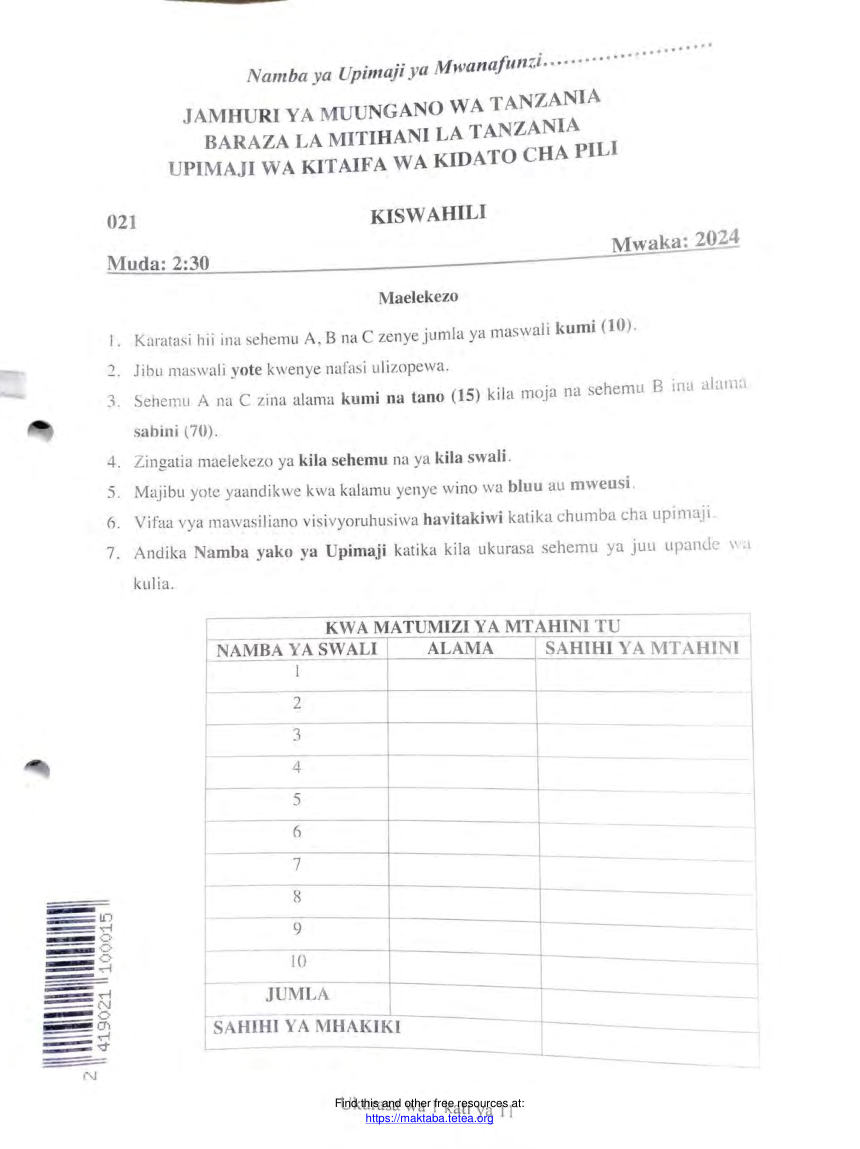 Namba ya Upimaji ya Mwanafunzi........................
JAMHURI YA MUUNGANO WA TANZANIA
BARAZA LA MITIHANI LA TANZANIA
UPIMAJI WA KITAIFA WA KIDATO CHA PILI
021 KISWAHILI
Muda: 2:30 Mwaka: 2024
Maelekezo
1. Karatasi hii ina sehemu A, B na C zenye jumla ya maswali kumi (10).
2. Jibu maswali yote kwenye nafasi ulizopewa.
3. Sehemu A na C zina alama kumi na tano (15) kila moja na sehemu B ina alama
sabini (70).
4. Zingatia maelekezo ya kila sehemu na ya kila swali.
5. Majibu yote yaandikwe kwa kalamu yenye wino wa bluu au mweusi.
6. Vifaa vya mawasiliano visivyoruhusiwa havitakiwi katika chumba cha upimaji.
7. Andika Namba yako ya Upimaji katika kila ukurasa sehemu ya juu upande wa
kulia.
KWA MATUMIZI YA MTAHINI TU
NAMBA YA SWALI ALAMA SAHIHI YA MTAHINI
1
2
3
4
5
6
7
8
9
10
JUMLA
SAHIHI YA MHAKIKI
2 419021 100015
2
Ukurasa wa 1 kati ya 11
Find this and other free resources at:
https://maktaba.tetea.org